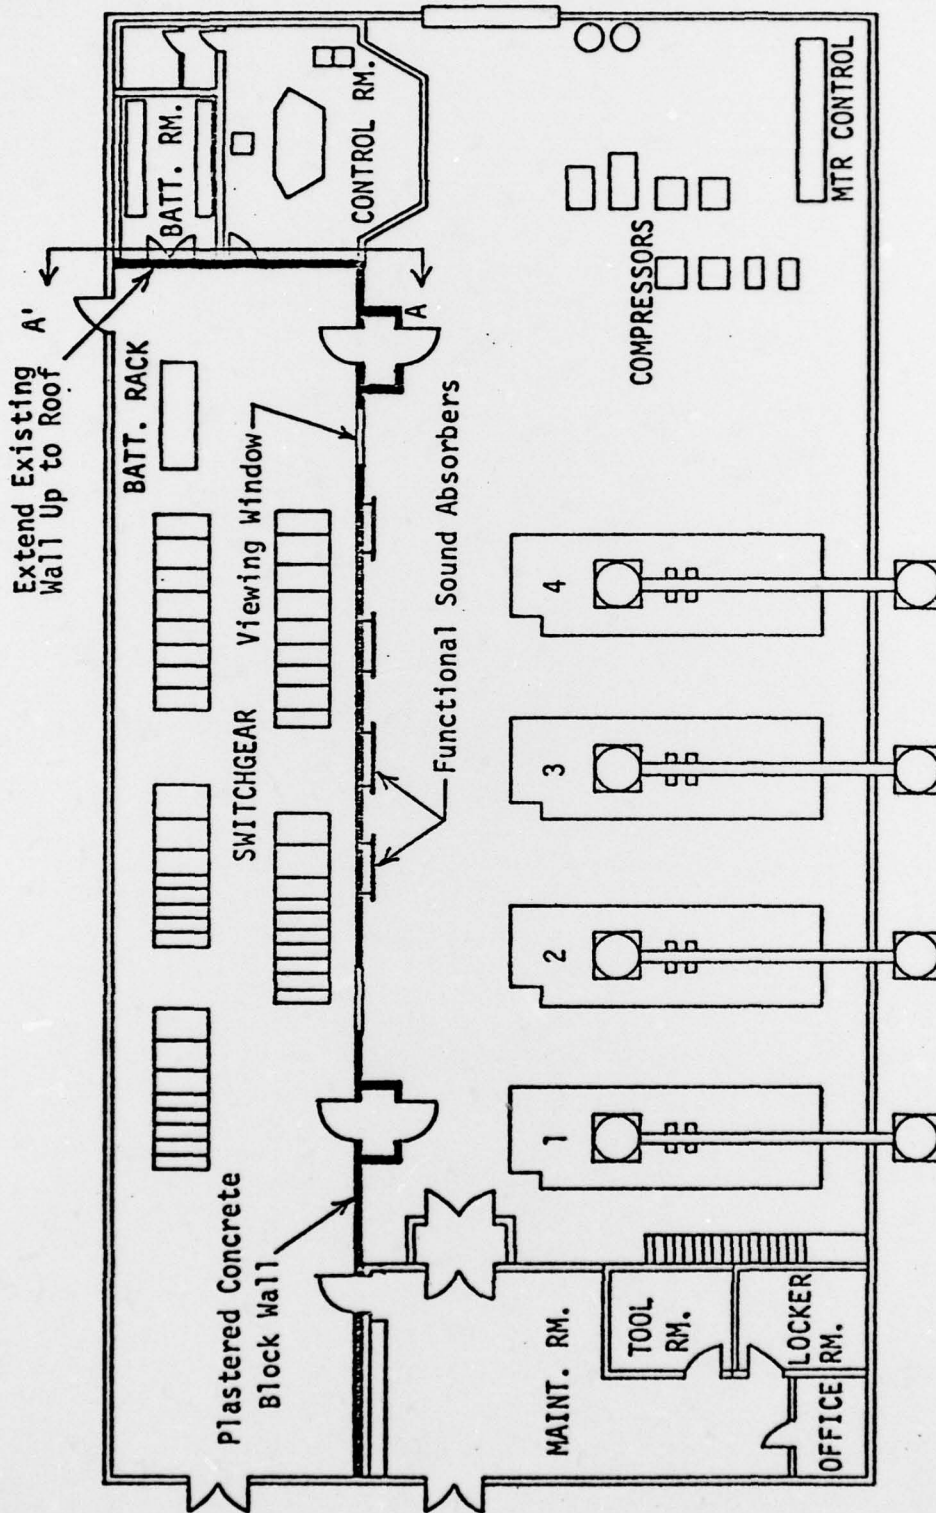 Extend Existing
Wall Up to Roof
A'
BATT. RM.
CONTROL RM.
MTR CONTROL
COMPRESSORS
A
BATT. RACK
Viewing Window
SWITCHGEAR
Functional Sound Absorbers
4
3
2
1
Plastered Concrete
Block Wall
MAINT. RM.
TOOL
RM.
LOCKER
RM.
OFFICE